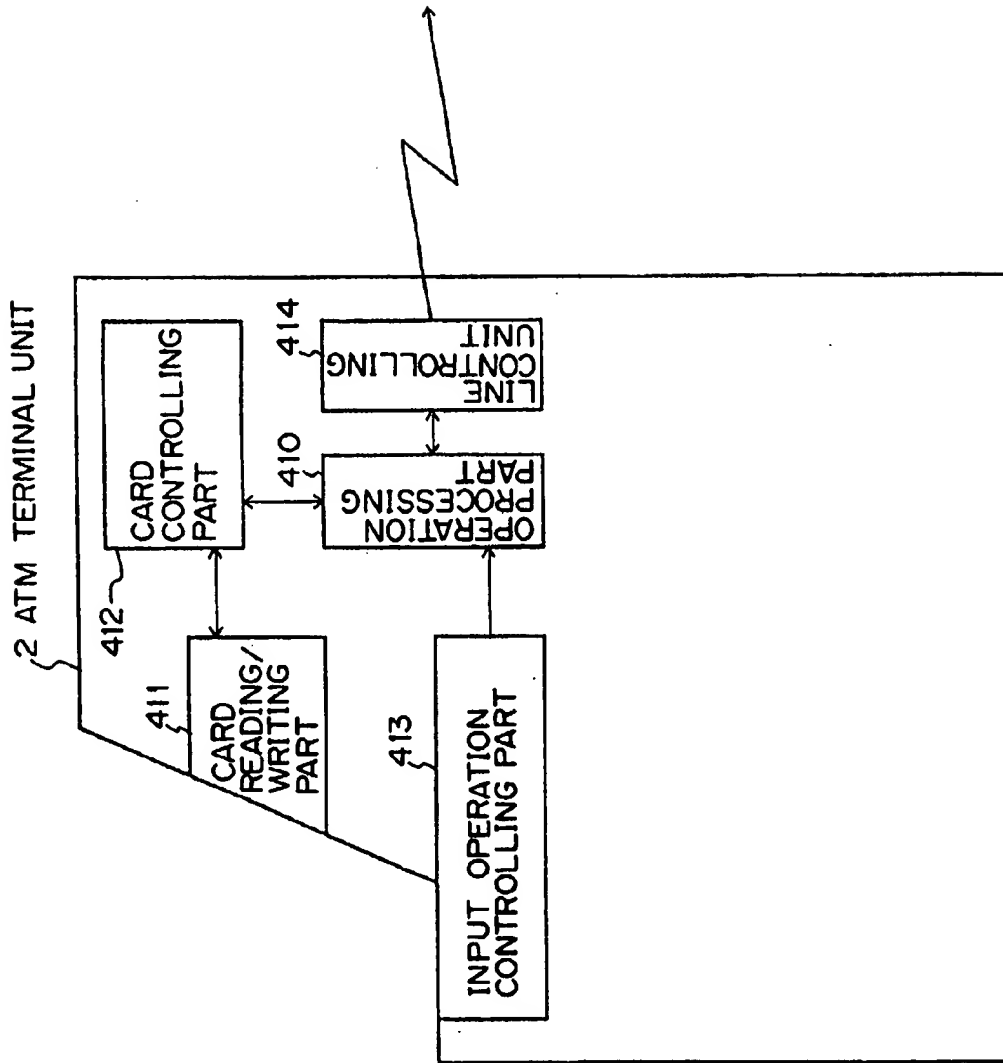 2 ATM TERMINAL UNIT
412
CARD
CONTROLLING
PART
411
CARD
READING/
WRITING
PART
410
OPERATION
PROCESSING
PART
414
LINE
CONTROLLING
UNIT
413
INPUT OPERATION
CONTROLLING PART